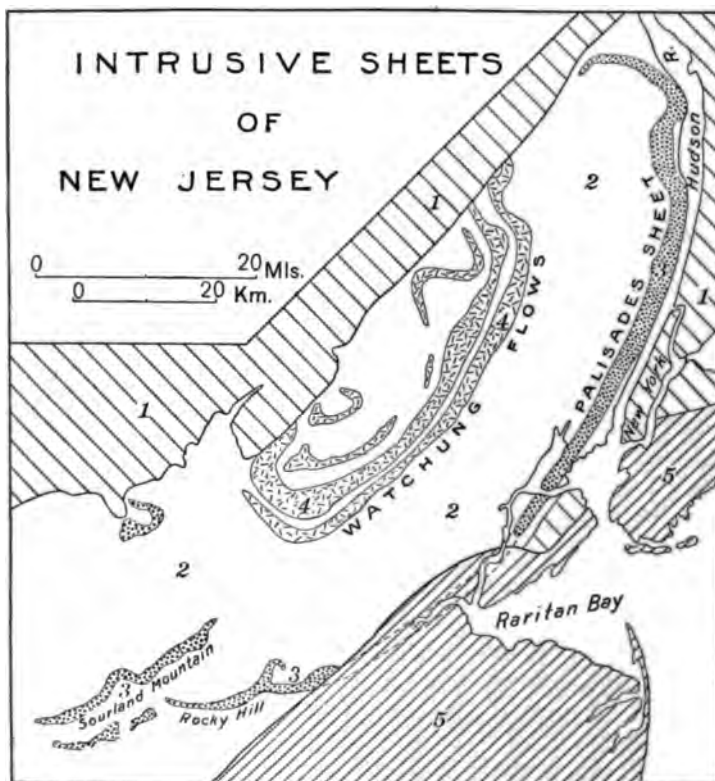 INTRUSIVE SHEETS
OF
NEW JERSEY
0 20 Mls.
0 20 Km.
1
2
R.
Hudson
PALISADES SHEET
3
1
4
WATCHUNG FLOWS
1
New York
5
4
2
2
Raritan Bay
3
Sourland Mountain
3
Rocky Hill
5